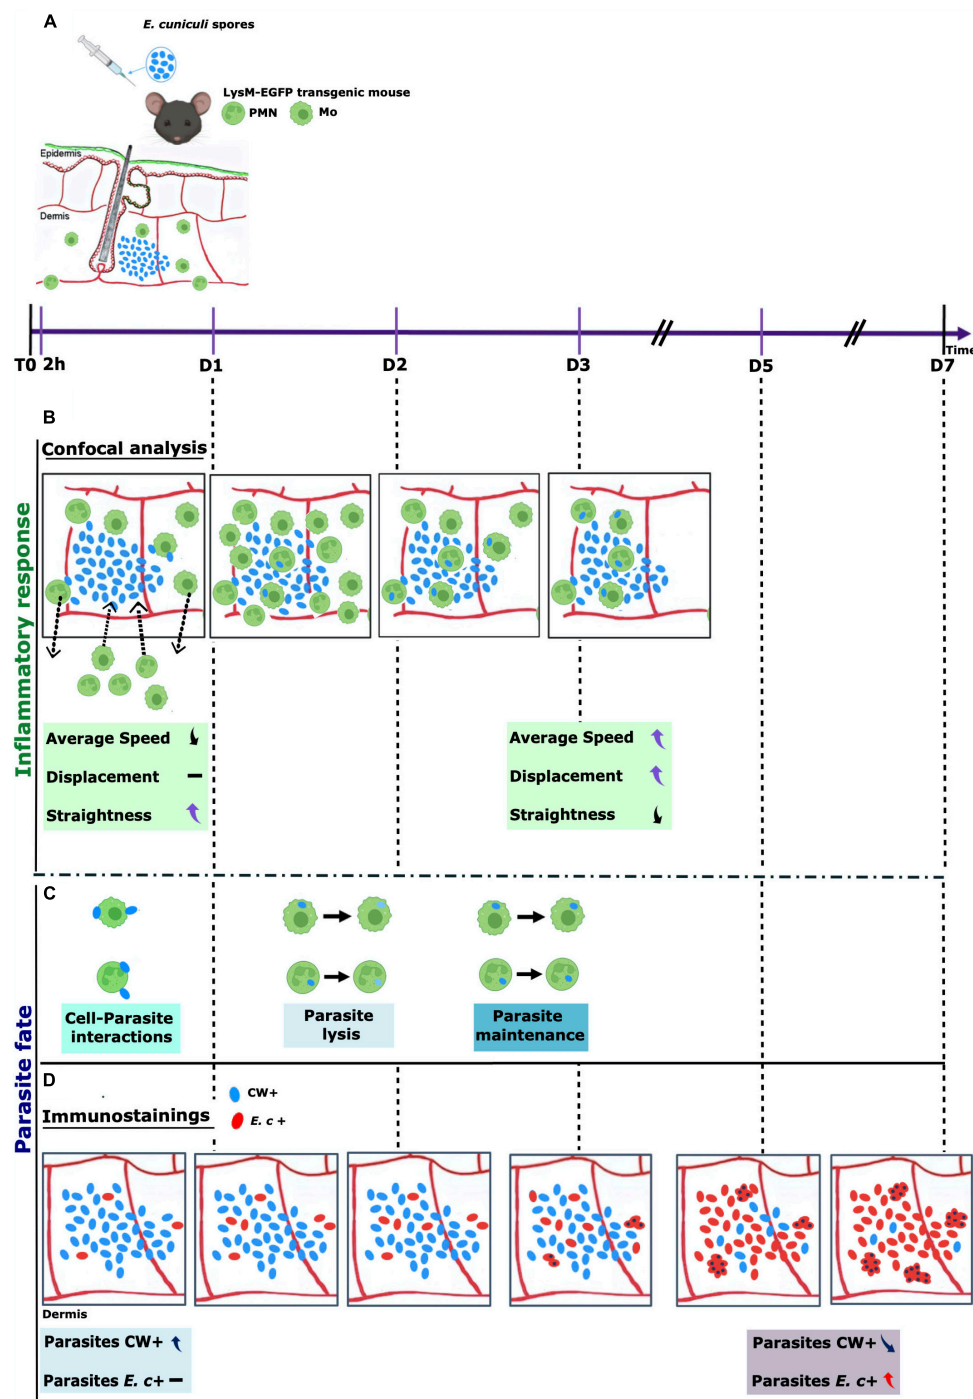 A
E. cuniculi spores
LysM-EGFP transgenic mouse
PMN Mo
Epidermis
Dermis
T0 2h D1 D2 D3 D5 D7
Time
B
Confocal analysis
Inflammatory response
Average Speed
Displacement
Straightness
Average Speed
Displacement
Straightness
C
Parasite fate
Cell-Parasite
interactions
Parasite
lysis
Parasite
maintenance
D
CW+
E. c +
Immunostainings
Dermis
Parasites CW+
Parasites E. c+
Parasites CW+
Parasites E. c+